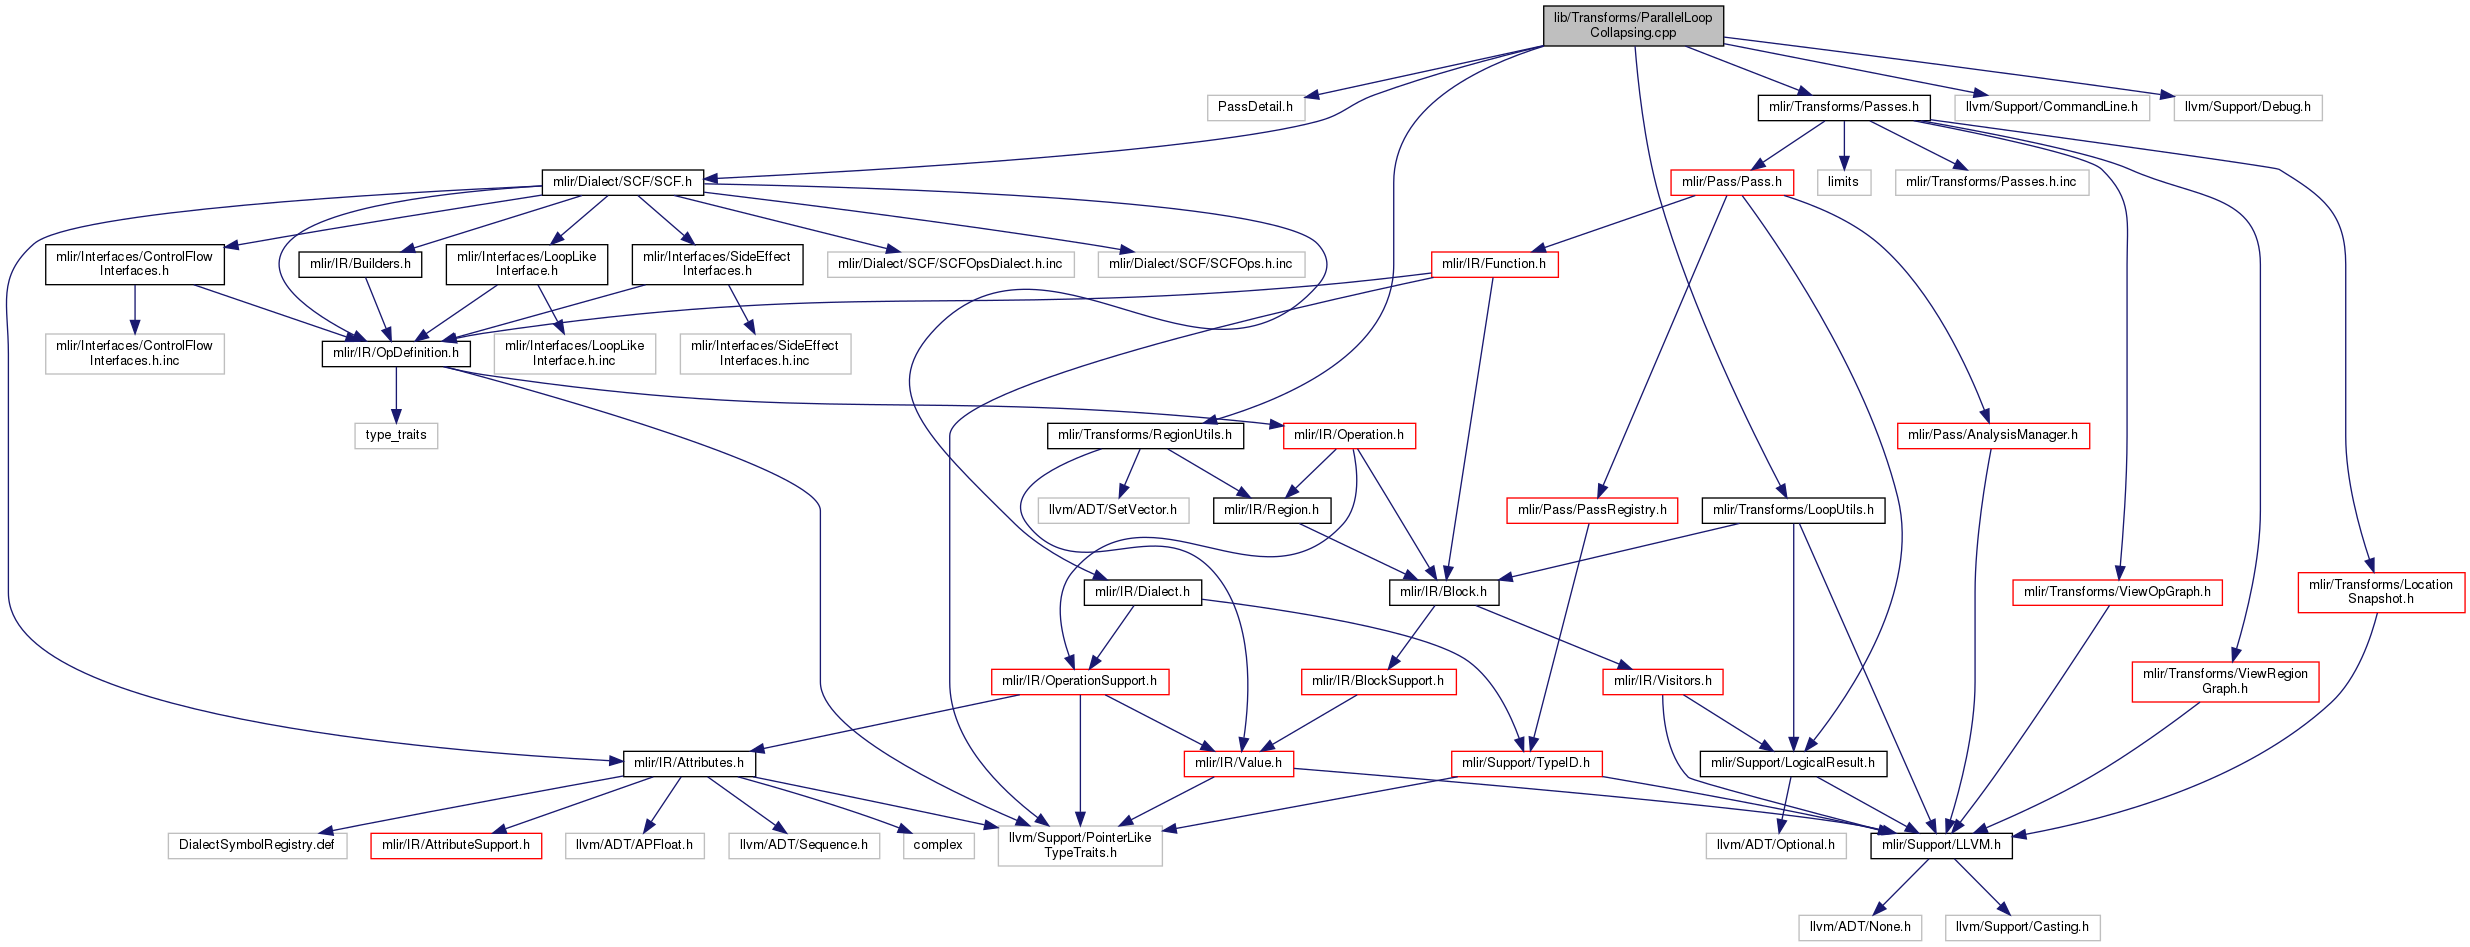 lib/Transforms/ParallelLoop
Collapsing.cpp
PassDetail.h
mlir/Transforms/Passes.h
llvm/Support/CommandLine.h
llvm/Support/Debug.h
mlir/Dialect/SCF/SCF.h
mlir/Pass/Pass.h
limits
mlir/Transforms/Passes.h.inc
mlir/Interfaces/ControlFlow
Interfaces.h
mlir/IR/Builders.h
mlir/Interfaces/LoopLike
Interface.h
mlir/Interfaces/SideEffect
Interfaces.h
mlir/Dialect/SCF/SCFOpsDialect.h.inc
mlir/Dialect/SCF/SCFOps.h.inc
mlir/IR/Function.h
mlir/Interfaces/ControlFlow
Interfaces.h.inc
mlir/IR/OpDefinition.h
mlir/Interfaces/LoopLike
Interface.h.inc
mlir/Interfaces/SideEffect
Interfaces.h.inc
type_traits
mlir/Transforms/RegionUtils.h
mlir/IR/Operation.h
mlir/Pass/AnalysisManager.h
llvm/ADT/SetVector.h
mlir/IR/Region.h
mlir/Pass/PassRegistry.h
mlir/Transforms/LoopUtils.h
mlir/IR/Dialect.h
mlir/IR/Block.h
mlir/Transforms/ViewOpGraph.h
mlir/Transforms/Location
Snapshot.h
mlir/IR/OperationSupport.h
mlir/IR/BlockSupport.h
mlir/IR/Visitors.h
mlir/Transforms/ViewRegion
Graph.h
mlir/IR/Attributes.h
mlir/IR/Value.h
mlir/Support/TypeID.h
mlir/Support/LogicalResult.h
DialectSymbolRegistry.def
mlir/IR/AttributeSupport.h
llvm/ADT/APFloat.h
llvm/ADT/Sequence.h
complex
llvm/Support/PointerLike
TypeTraits.h
llvm/ADT/Optional.h
mlir/Support/LLVM.h
llvm/ADT/None.h
llvm/Support/Casting.h